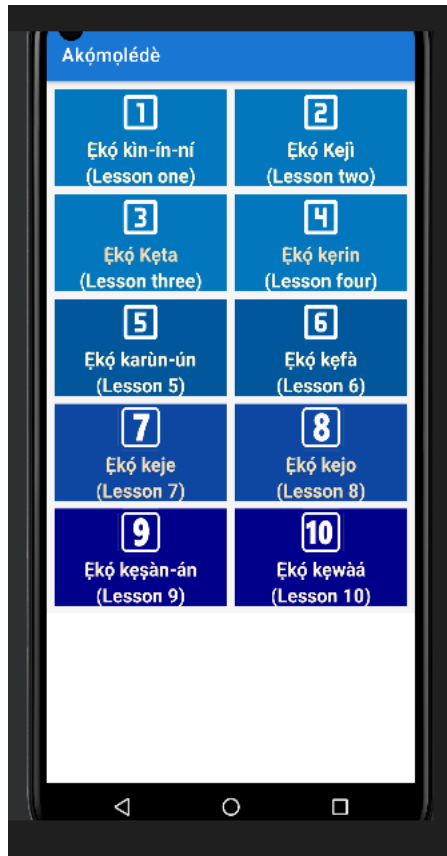 Akọ́mọlédè
1
2
Ẹkọ́ kìn-ín-ní
(Lesson one)
Ẹkọ́ Kejì
(Lesson two)
3
4
Ẹkọ́ Kẹta
(Lesson three)
Ẹkọ́ kẹrin
(Lesson four)
5
6
Ẹkọ́ karùn-ún
(Lesson 5)
Ẹkọ́ kẹfà
(Lesson 6)
7
8
Ẹkọ́ keje
(Lesson 7)
Ẹkọ́ kejo
(Lesson 8)
9
10
Ẹkọ́ kẹṣàn-án
(Lesson 9)
Ẹkọ́ kẹwàá
(Lesson 10)